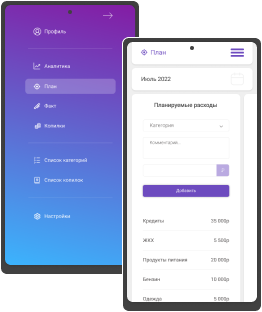 Профиль
Аналитика
План
Факт
Копилки
Список категорий
Список копилок
Настройки
План
Июль 2022
Планируемые расходы
Категория
Комментарий...
₽
Добавить
Кредиты 35 000р
ЖКХ 5 500р
Продукты питания 20 000р
Бензин 10 000р
Одежда 5 000р